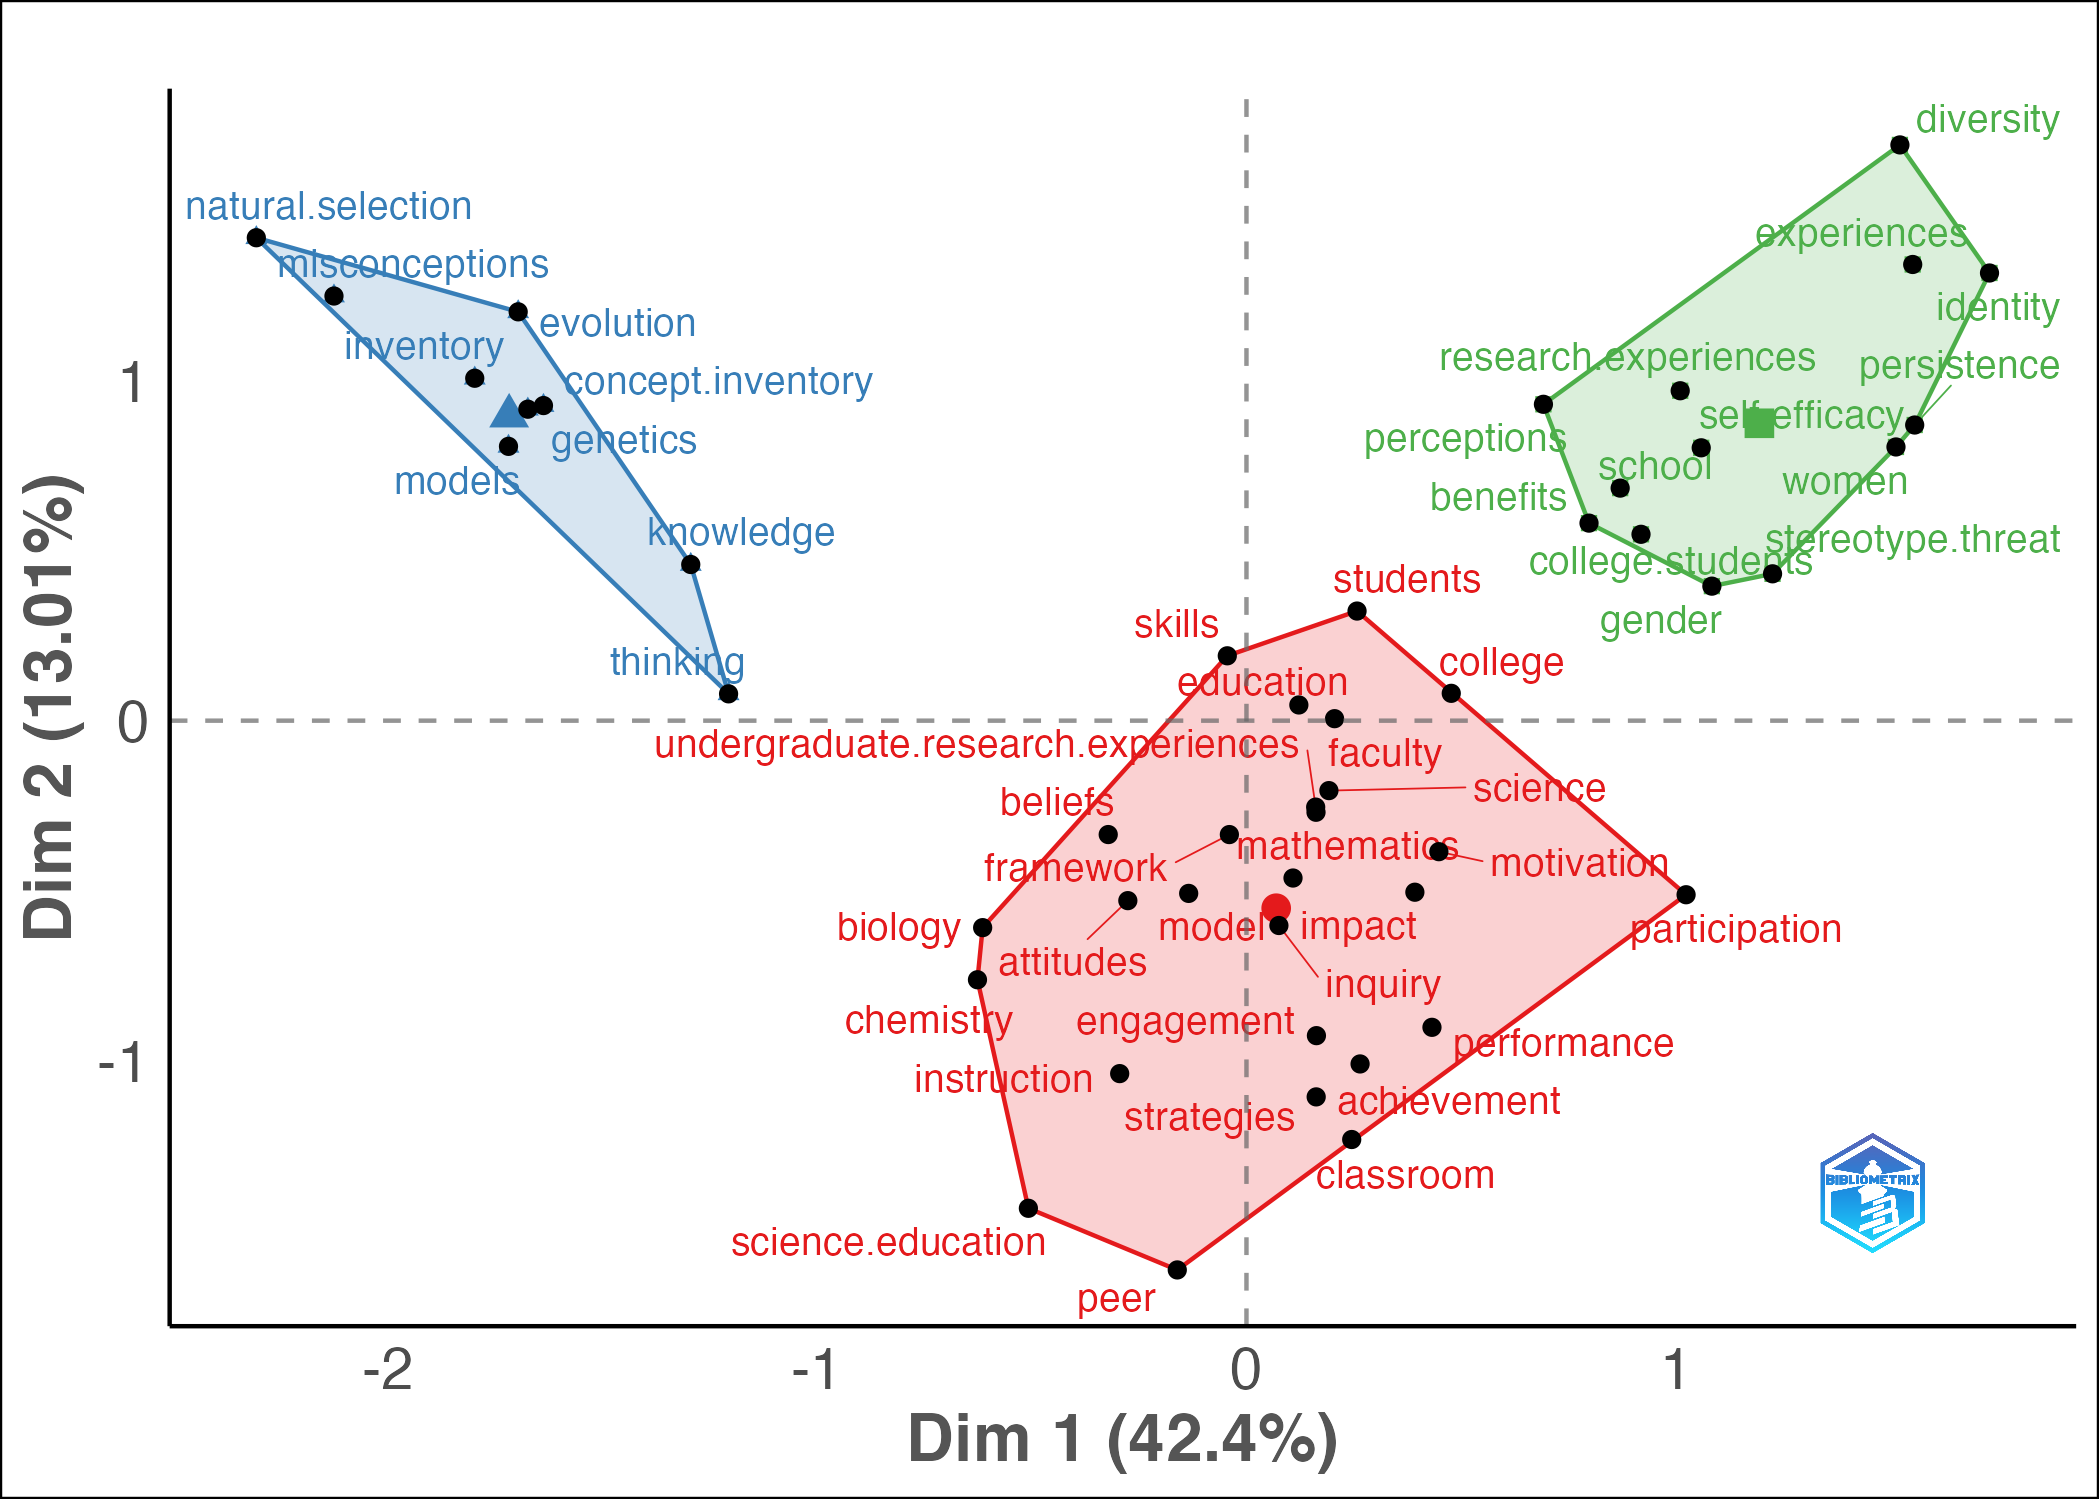 diversity
natural.selection
experiences
misconceptions
identity
evolution
inventory
research.experiences
persistence
concept.inventory
1
self.efficacy
genetics
perceptions
school
models
women
benefits
knowledge
stereotype.threat
college.students
students
gender
skills
thinking
college
education
0
undergraduate.research.experiences
faculty
science
beliefs
mathematics
motivation
framework
biology
model
impact
participation
attitudes
inquiry
chemistry
engagement
performance
-1
instruction
achievement
strategies
classroom
BIBLIOMETRIX
science.education
peer
-2
-1
0
1
Dim 1 (42.4%)
Dim 2 (13.01%)